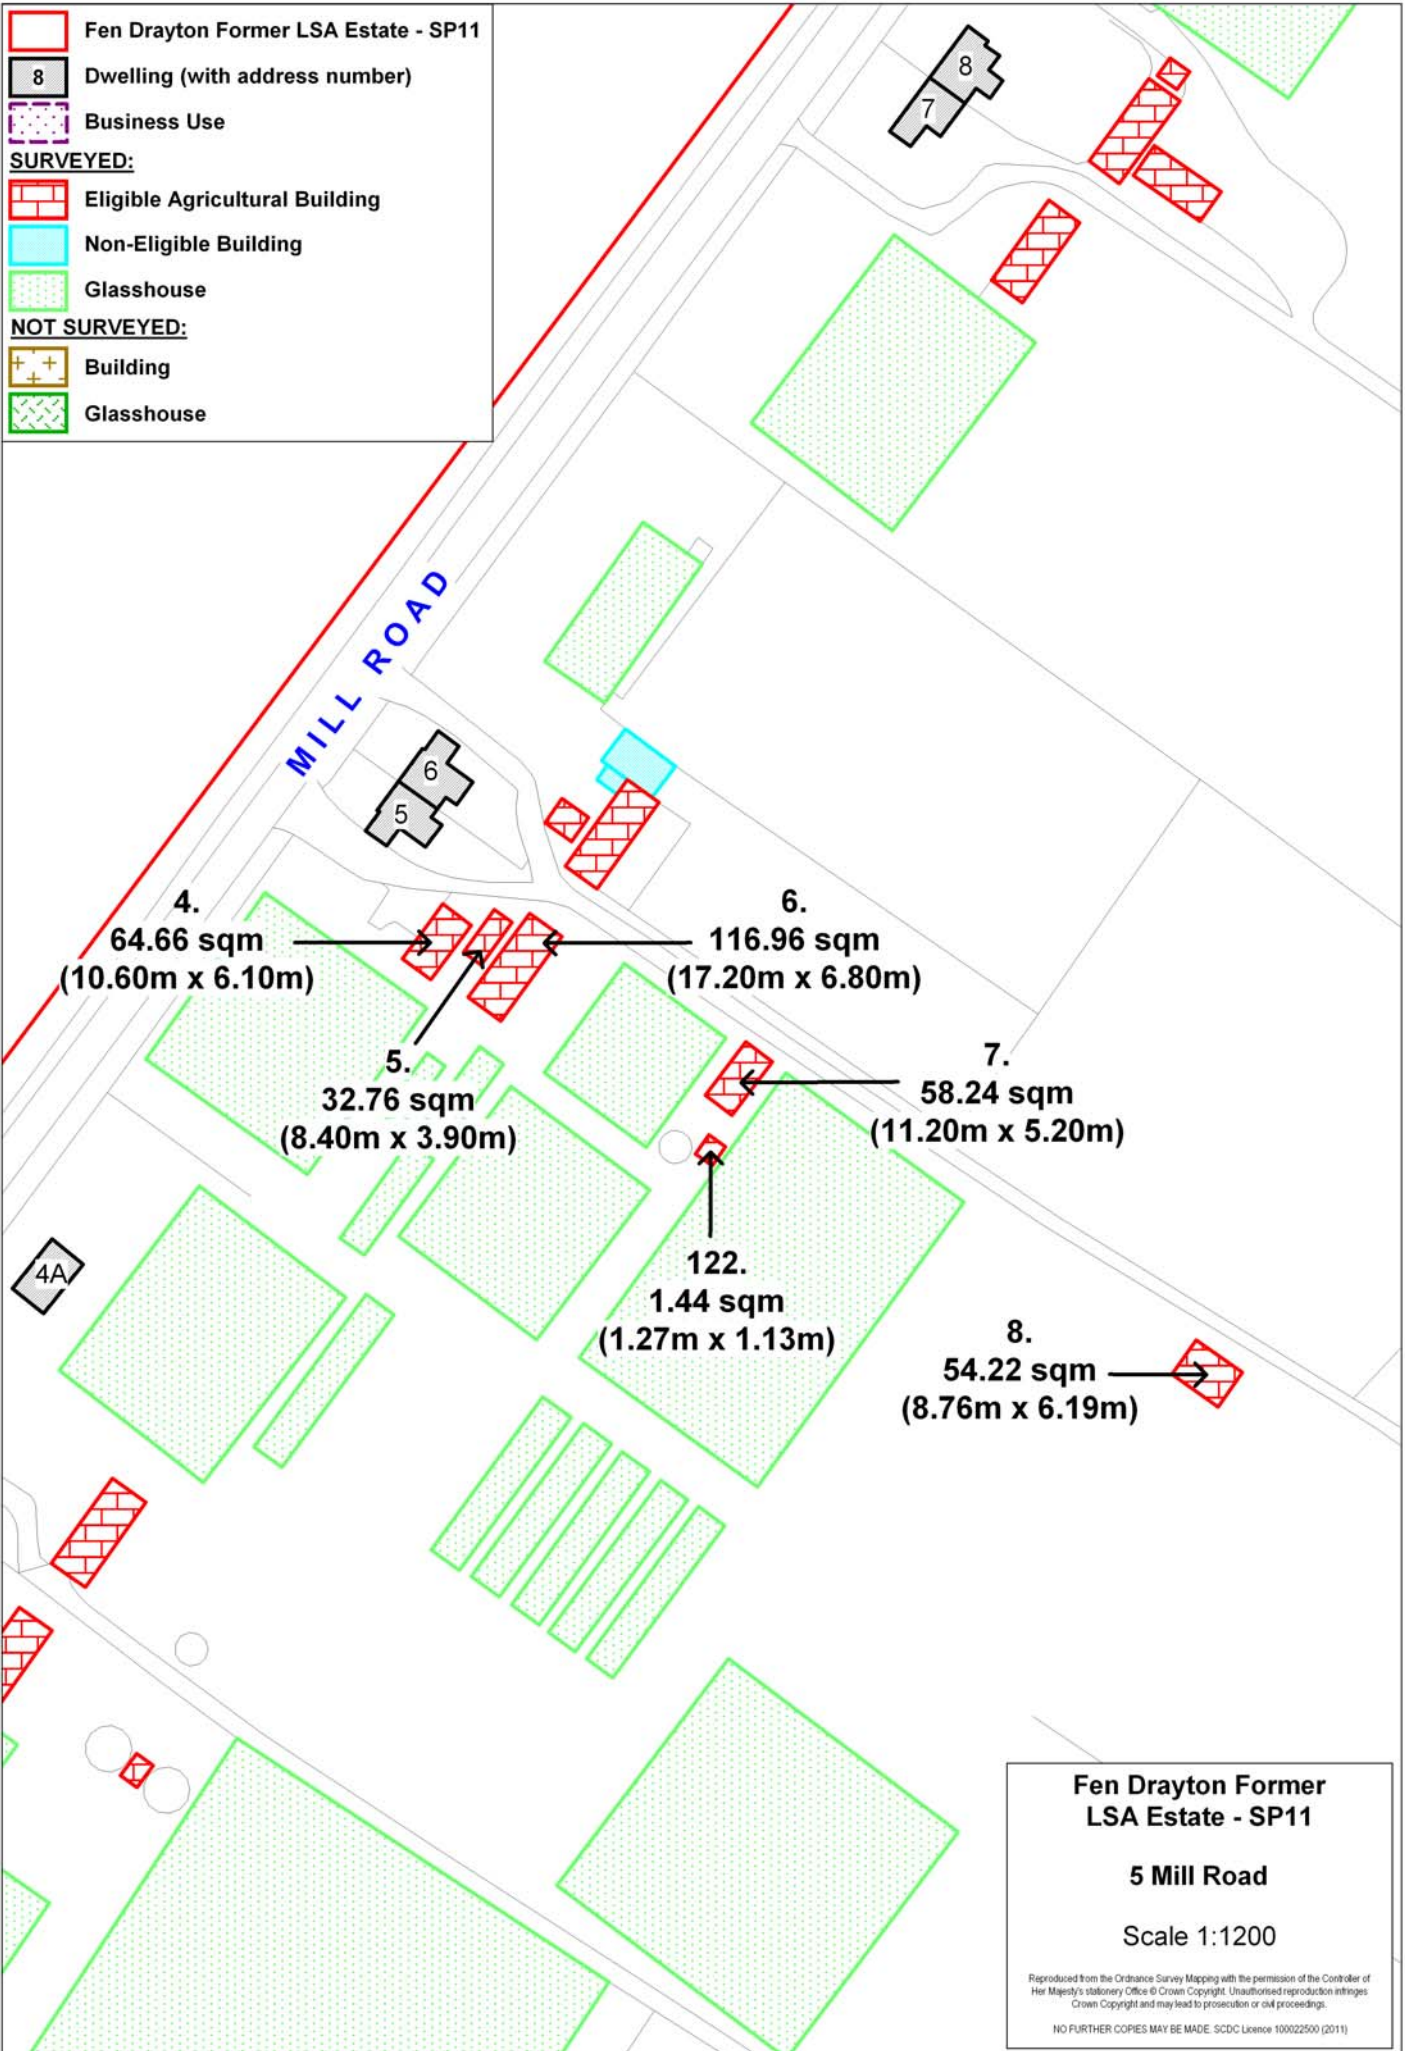 Fen Drayton Former LSA Estate - SP11
8 Dwelling (with address number)
Business Use
SURVEYED:
Eligible Agricultural Building
Non-Eligible Building
Glasshouse
NOT SURVEYED:
Building
Glasshouse
8
7
MILL ROAD
6
5
4.
64.66 sqm
(10.60m x 6.10m)
6.
116.96 sqm
(17.20m x 6.80m)
5.
32.76 sqm
(8.40m x 3.90m)
7.
58.24 sqm
(11.20m x 5.20m)
4A
122.
1.44 sqm
(1.27m x 1.13m)
8.
54.22 sqm
(8.76m x 6.19m)
Fen Drayton Former
LSA Estate - SP11
5 Mill Road
Scale 1:1200
Reproduced from the Ordnance Survey Mapping with the permission of the Controller of
Her Majesty's stationery Office © Crown Copyright. Unauthorised reproduction infringes
Crown Copyright and may lead to prosecution or civil proceedings.
NO FURTHER COPIES MAY BE MADE. SCDC Licence 100022500 (2011)